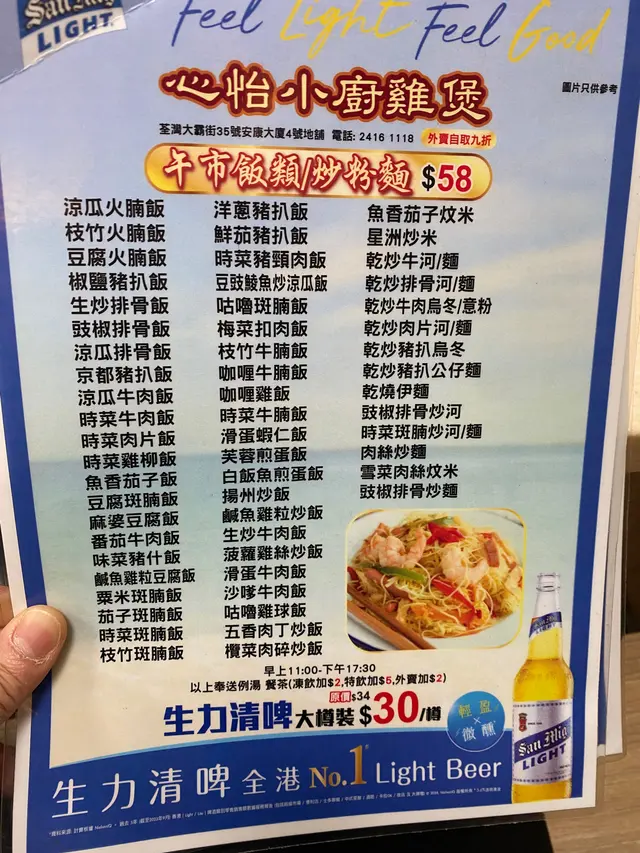 San Mig
LIGHT
Feel Light Feel Good
心怡小廚雞煲
圖片只供參考
荃灣大霸街35號安康大廈4號地舖 電話: 2416 1118 外賣自取九折
午市飯類/炒粉麵 $58
涼瓜火腩飯
枝竹火腩飯
豆腐火腩飯
椒鹽豬扒飯
生炒排骨飯
豉椒排骨飯
涼瓜排骨飯
京都豬扒飯
涼瓜牛肉飯
時菜牛肉飯
時菜肉片飯
時菜雞柳飯
魚香茄子飯
豆腐斑腩飯
麻婆豆腐飯
番茄牛肉飯
味菜豬什飯
鹹魚雞粒豆腐飯
粟米斑腩飯
茄子斑腩飯
時菜斑腩飯
枝竹斑腩飯
洋蔥豬扒飯
鮮茄豬扒飯
時菜豬頸肉飯
豆豉鯪魚炒涼瓜飯
咕嚕斑腩飯
梅菜扣肉飯
枝竹牛腩飯
咖喱牛腩飯
咖喱雞飯
時菜牛腩飯
滑蛋蝦仁飯
芙蓉煎蛋飯
白飯魚煎蛋飯
揚州炒飯
鹹魚雞粒炒飯
生炒牛肉飯
菠蘿雞絲炒飯
滑蛋牛肉飯
沙嗲牛肉飯
咕嚕雞球飯
五香肉丁炒飯
欖菜肉碎炒飯
魚香茄子炆米
星洲炒米
乾炒牛河/麵
乾炒排骨河/麵
乾炒牛肉烏冬/意粉
乾炒肉片河/麵
乾炒豬扒烏冬
乾炒豬扒公仔麵
乾燒伊麵
豉椒排骨炒河
時菜斑腩炒河/麵
肉絲炒麵
雪菜肉絲炆米
豉椒排骨炒麵
早上11:00-下午17:30
以上奉送例湯 餐茶(凍飲加$2,特飲加$5,外賣加$2)
原價$34
生力清啤大樽裝 $30/樽
輕盈
×
微醺
San Mig
LIGHT
生力清啤全港No.1 Light Beer